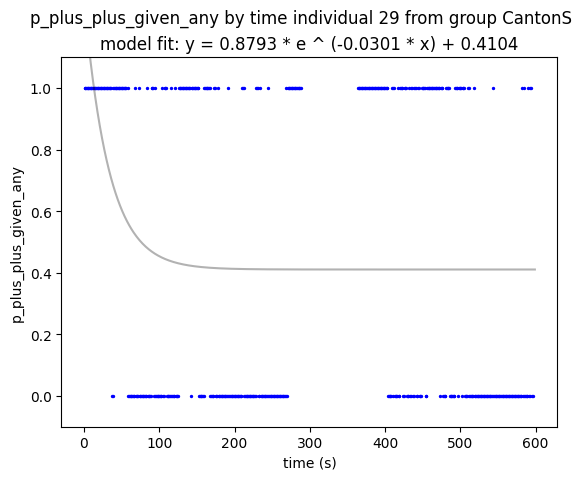 p_plus_plus_given_any by time individual 29 from group CantonS
model fit: y = 0.8793 * e ^ (-0.0301 * x) + 0.4104
1.0
0.8
0.6
0.4
0.2
0.0
p_plus_plus_given_any
0 100 200 300 400 500 600
time (s)